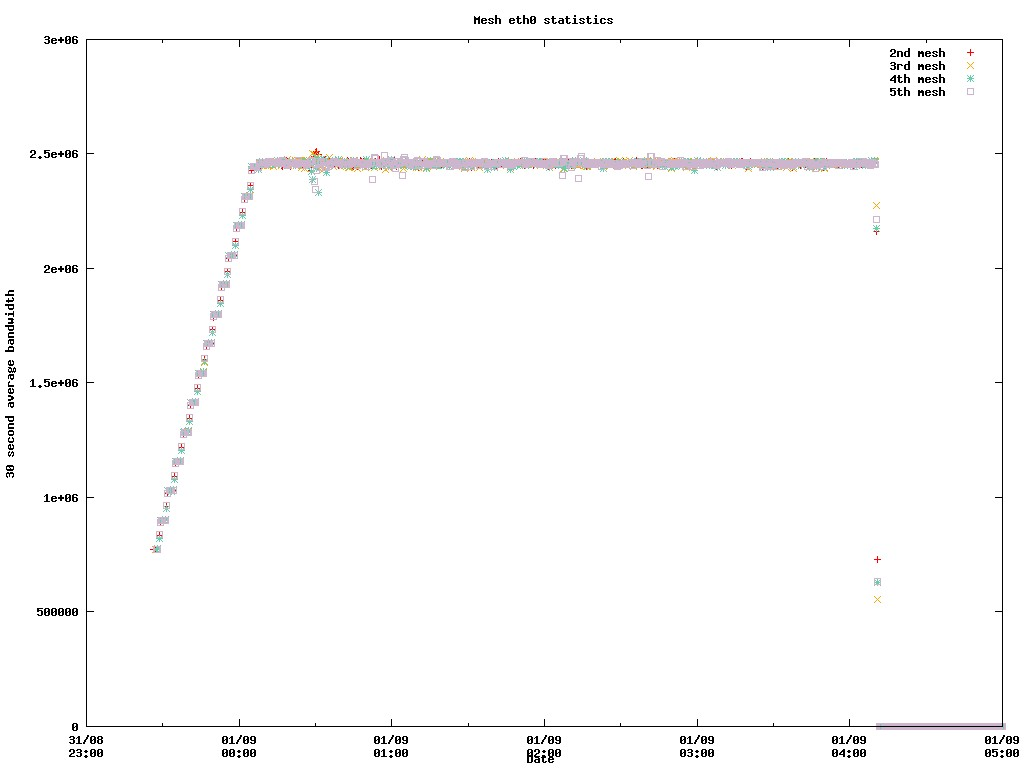 Mesh eth0 statistics
3e+06
2.5e+06
2e+06
1.5e+06
1e+06
500000
0
30 second average bandwidth
2nd mesh
3rd mesh
4th mesh
5th mesh
31/08 01/09 01/09 01/09 01/09 01/09 01/09
23:00 00:00 01:00 02:00 03:00 04:00 05:00
Date